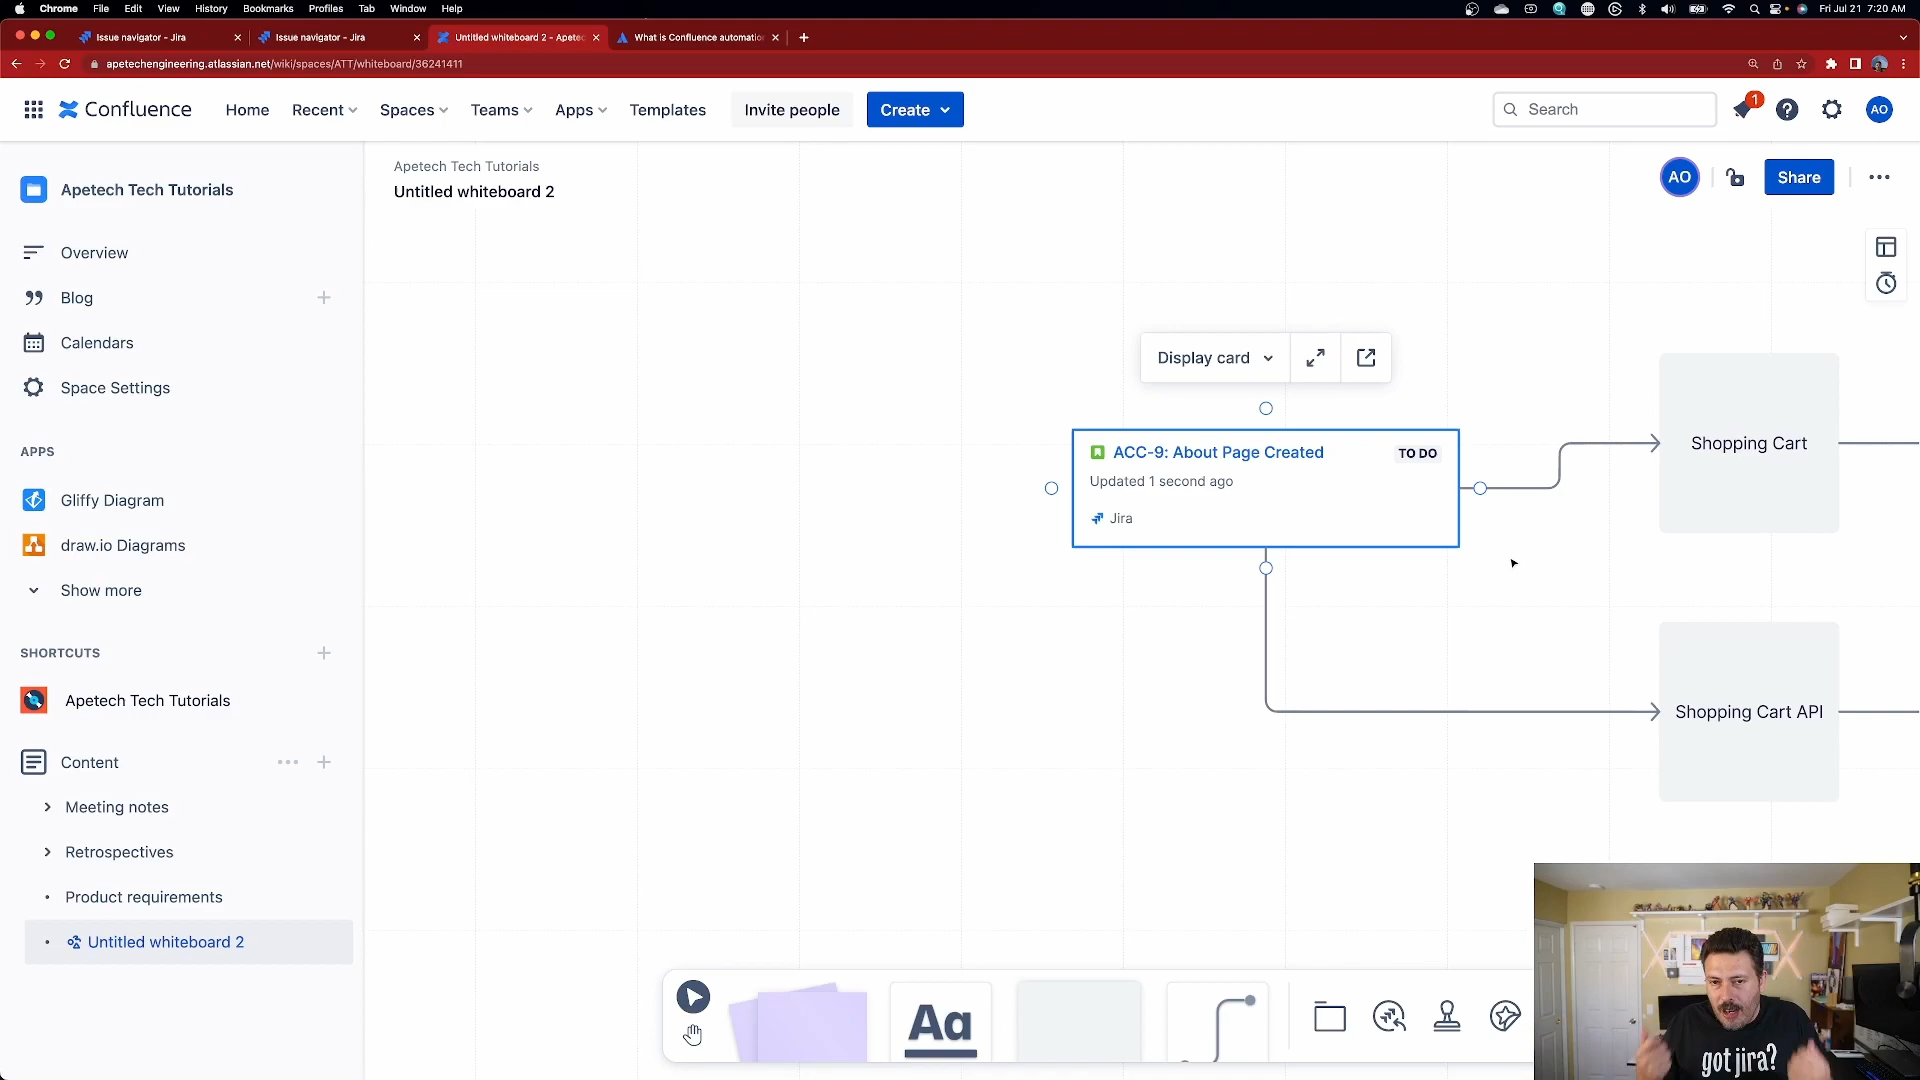 Chrome File Edit View History Bookmarks Profiles Tab Window Help
Fri Jul 21 7:20 AM
Issue navigator - Jira
Issue navigator - Jira
Untitled whiteboard 2 - Apetec
What is Confluence automation
apetechengineering.atlassian.net/wiki/spaces/ATT/whiteboard/36241411
Confluence
Home Recent Spaces Teams Apps Templates Invite people Create
Search
1
AO
Apetech Tech Tutorials
Overview
Blog
Calendars
Space Settings
APPS
Gliffy Diagram
draw.io Diagrams
Show more
SHORTCUTS
Apetech Tech Tutorials
Content
Meeting notes
Retrospectives
Product requirements
Untitled whiteboard 2
Apetech Tech Tutorials
Untitled whiteboard 2
AO
Share
Display card
ACC-9: About Page Created
TO DO
Updated 1 second ago
Jira
Shopping Cart
Shopping Cart API
Aa
got jira?